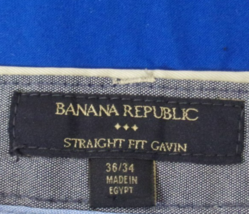 BANANA REPUBLIC
STRAIGHT FIT GAVIN
36/34
MADE IN
EGYPT